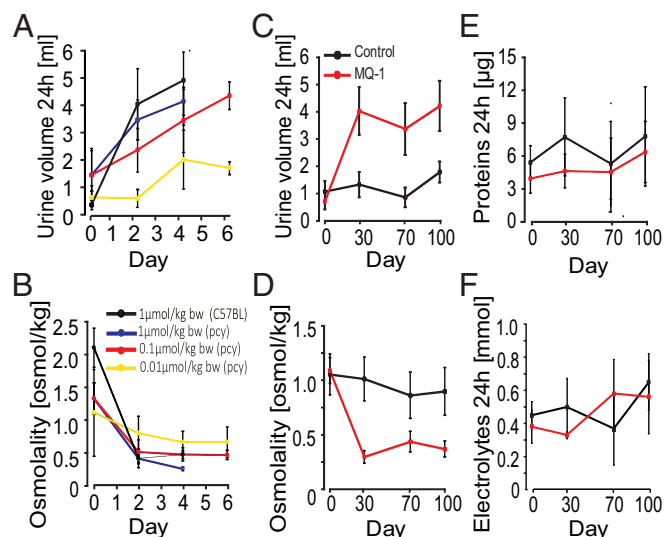 A
Urine volume 24h [ml]
6
5
4
3
2
1
0
0 1 2 3 4 5 6
Day
C
Urine volume 24h [ml]
6
5
4
3
2
1
0
Control
MQ-1
0 30 70 100
Day
E
Proteins 24h [µg]
15
12
9
6
3
0
0 30 70 100
Day
B
Osmolality [osmol/kg]
2.5
2.0
1.5
1.0
0.5
0
1µmol/kg bw (C57BL)
1µmol/kg bw (pcy)
0.1µmol/kg bw (pcy)
0.01µmol/kg bw (pcy)
0 1 2 3 4 5 6
Day
D
Osmolality [osmol/kg]
1.5
1.0
0.5
0
0 30 70 100
Day
F
Electrolytes 24h [mmol]
1.0
0.8
0.6
0.4
0.2
0
0 30 70 100
Day